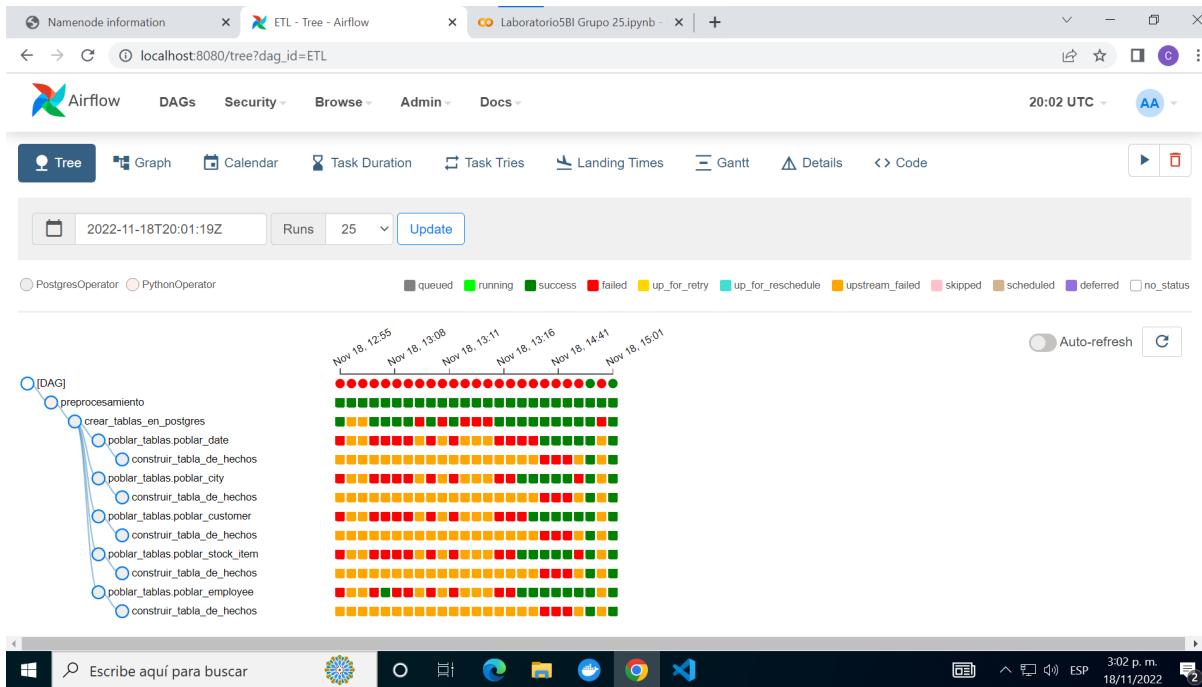 Namenode information
ETL - Tree - Airflow
Laboratorio5BI Grupo 25.ipynb -
localhost:8080/tree?dag_id=ETL
C
Airflow DAGs Security Browse Admin Docs 20:02 UTC AA
Tree Graph Calendar Task Duration Task Tries Landing Times Gantt Details <> Code
2022-11-18T20:01:19Z Runs 25 Update
PostgresOperator PythonOperator queued running success failed up_for_retry up_for_reschedule upstream_failed skipped scheduled deferred no_status
Nov 18, 12:55 Nov 18, 13:08 Nov 18, 13:11 Nov 18, 13:16 Nov 18, 14:41 Nov 18, 15:01
Auto-refresh
[DAG]
preprocesamiento
crear_tablas_en_postgres
poblar_tablas.poblar_date
construir_tabla_de_hechos
poblar_tablas.poblar_city
construir_tabla_de_hechos
poblar_tablas.poblar_customer
construir_tabla_de_hechos
poblar_tablas.poblar_stock_item
construir_tabla_de_hechos
poblar_tablas.poblar_employee
construir_tabla_de_hechos
Escribe aquí para buscar
ESP
3:02 p. m.
18/11/2022
2